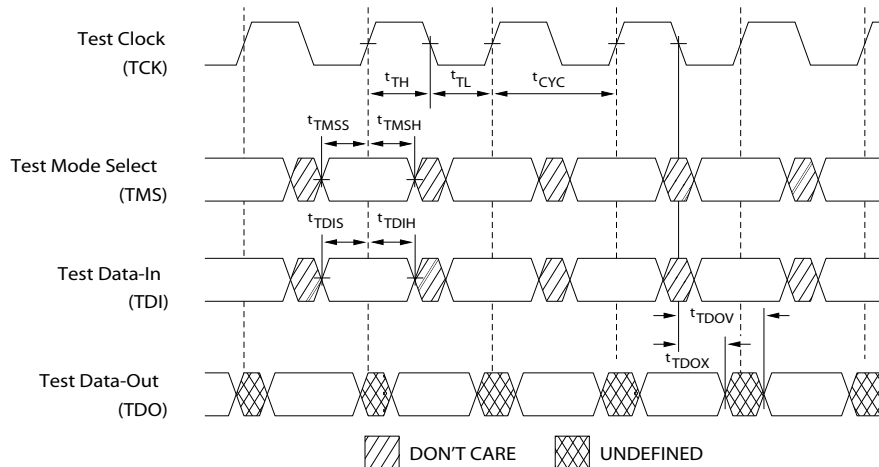 Test Clock
(TCK)
tTH
tTL
tCYC
tTMSS
tTMSH
Test Mode Select
(TMS)
tTDIS
tTDIH
Test Data-In
(TDI)
tTDOV
tTDOX
Test Data-Out
(TDO)
DON'T CARE
UNDEFINED